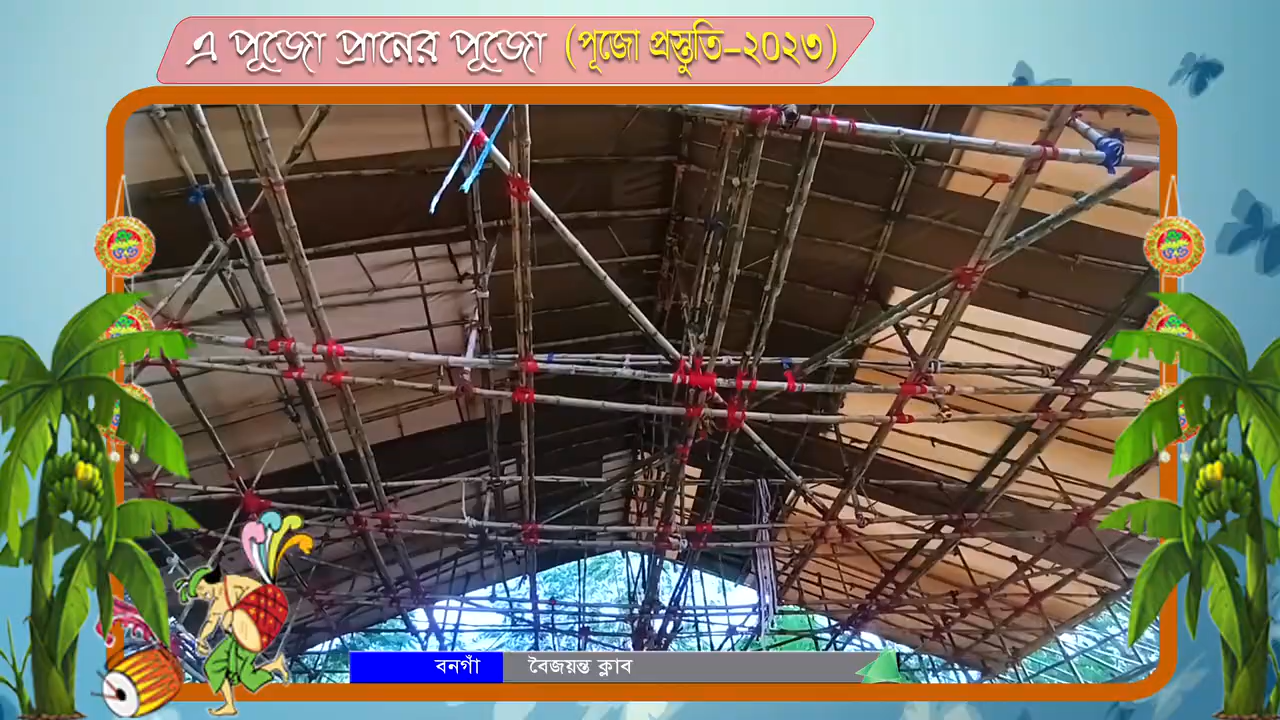 এ পুজো প্রানের পুজো (পুজো প্রস্তুতি-২০২৩)
বনগাঁ বৈজয়ন্ত ক্লাব